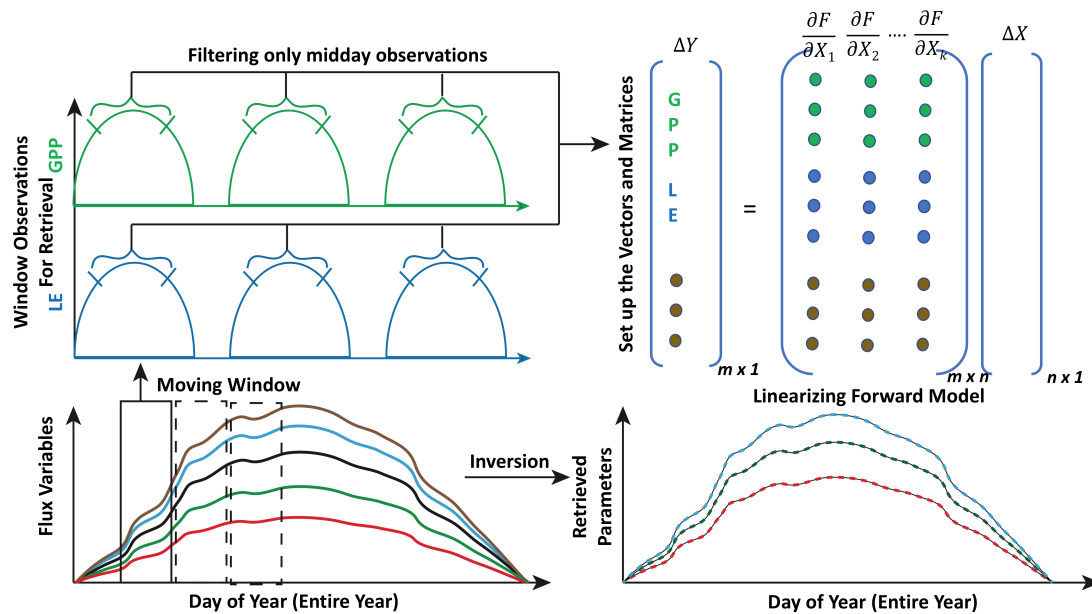 Filtering only midday observations
Window Observations
For Retrieval
GPP
LE
Set up the Vectors and Matrices
ΔY
G
P
P
L
E
m x 1
=
∂F/∂X₁ ∂F/∂X₂ ···· ∂F/∂Xₖ
m x n
ΔX
n x 1
Moving Window
Linearizing Forward Model
Flux Variables
Day of Year (Entire Year)
Inversion
Retrieved
Parameters
Day of Year (Entire Year)